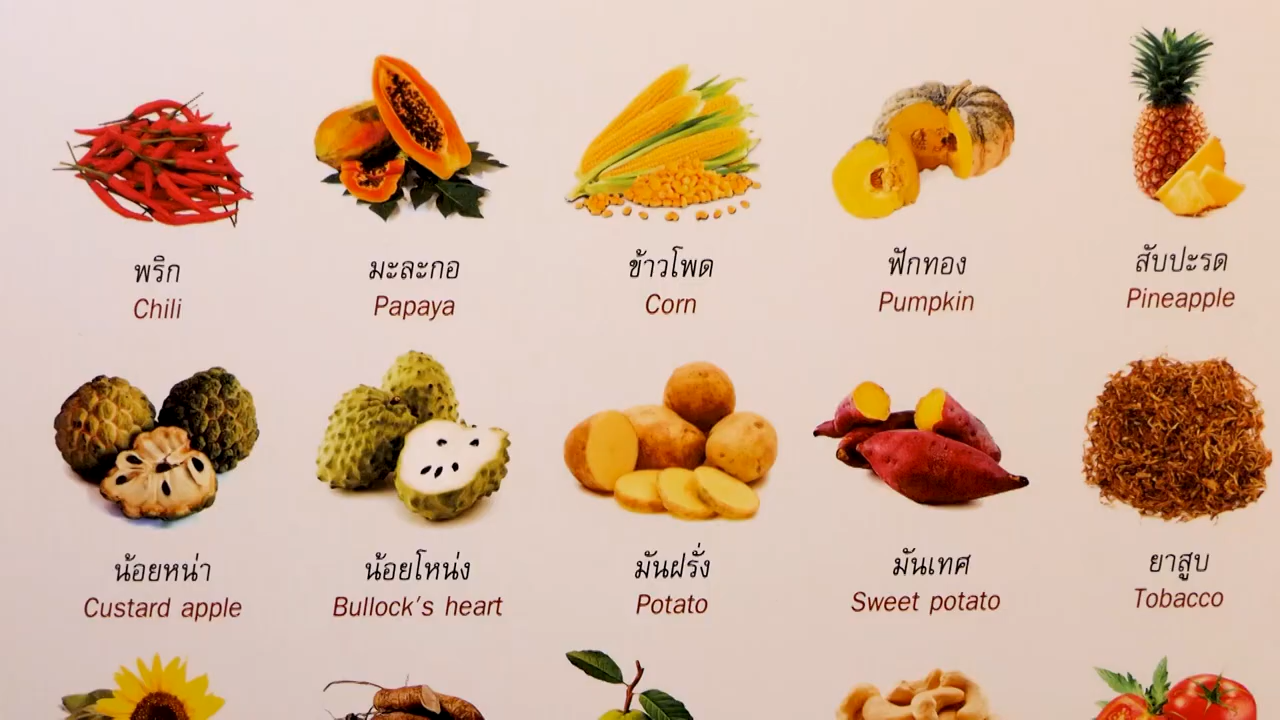 พริก
Chili
มะละกอ
Papaya
ข้าวโพด
Corn
ฟักทอง
Pumpkin
สับปะรด
Pineapple
น้อยหน่า
Custard apple
น้อยโหน่ง
Bullock's heart
มันฝรั่ง
Potato
มันเทศ
Sweet potato
ยาสูบ
Tobacco